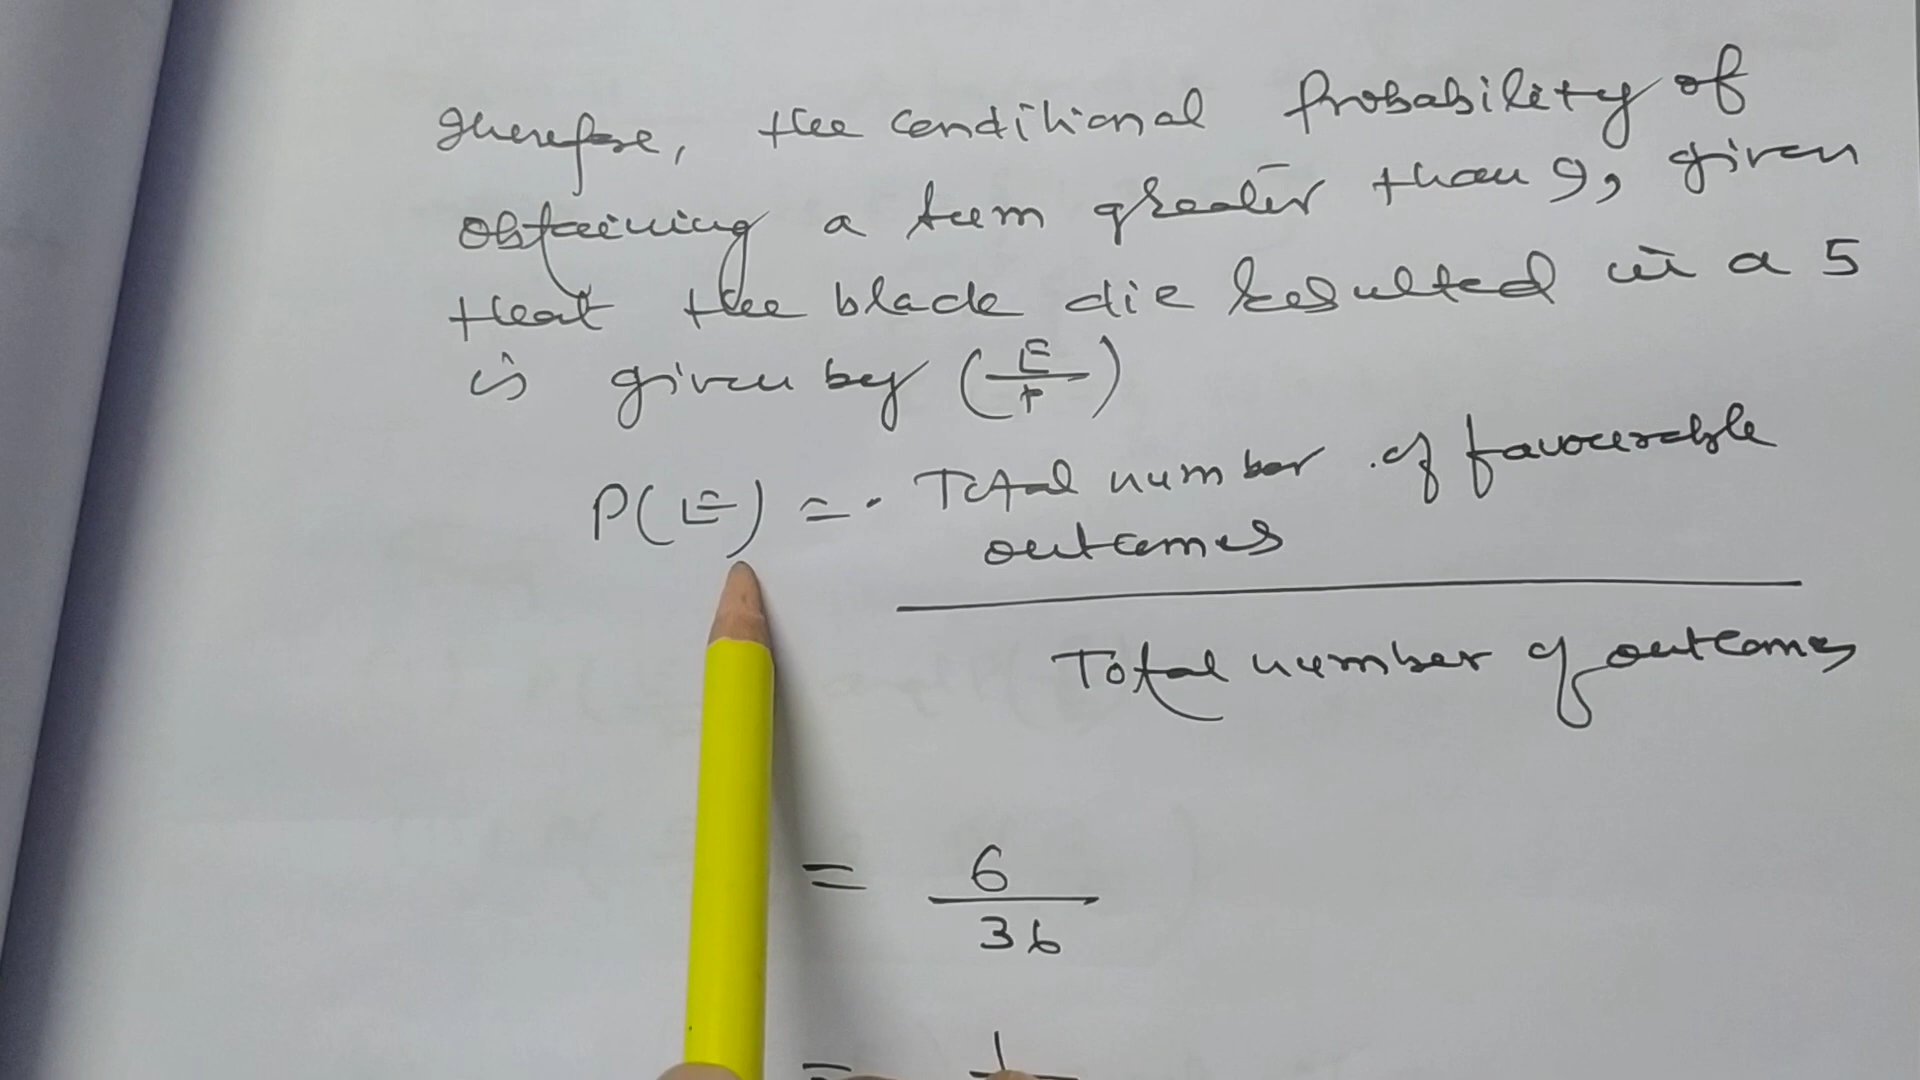 Therefore, the conditional Probability of
obtaining a sum greater than 9, given
that the black die resulted in a 5
is given by (E/F)
P(E) = Total number of favourable
outcomes
Total number of outcomes
= 6
36
= 1